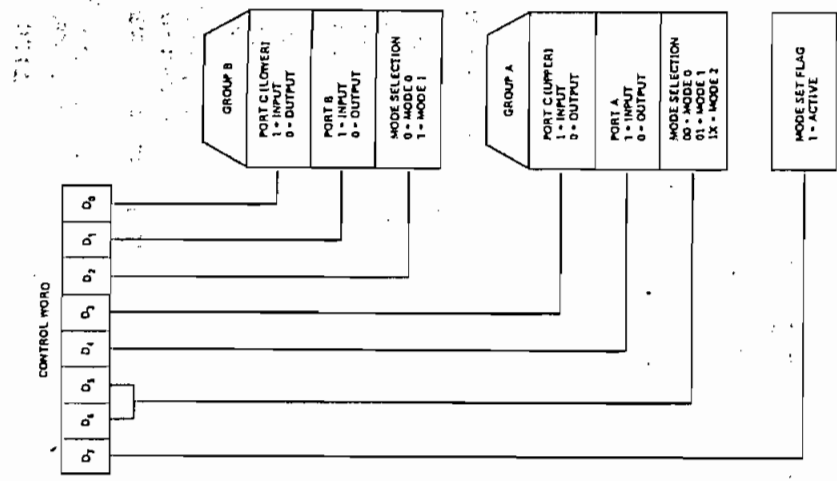 CONTROL WORD
D7 D6 D5 D4 D3 D2 D1 D0
GROUP B
PORT C (LOWER)
1 = INPUT
0 = OUTPUT
PORT B
1 = INPUT
0 = OUTPUT
MODE SELECTION
0 = MODE 0
1 = MODE 1
GROUP A
PORT C (UPPER)
1 = INPUT
0 = OUTPUT
PORT A
1 = INPUT
0 = OUTPUT
MODE SELECTION
00 = MODE 0
01 = MODE 1
1X = MODE 2
MODE SET FLAG
1 = ACTIVE